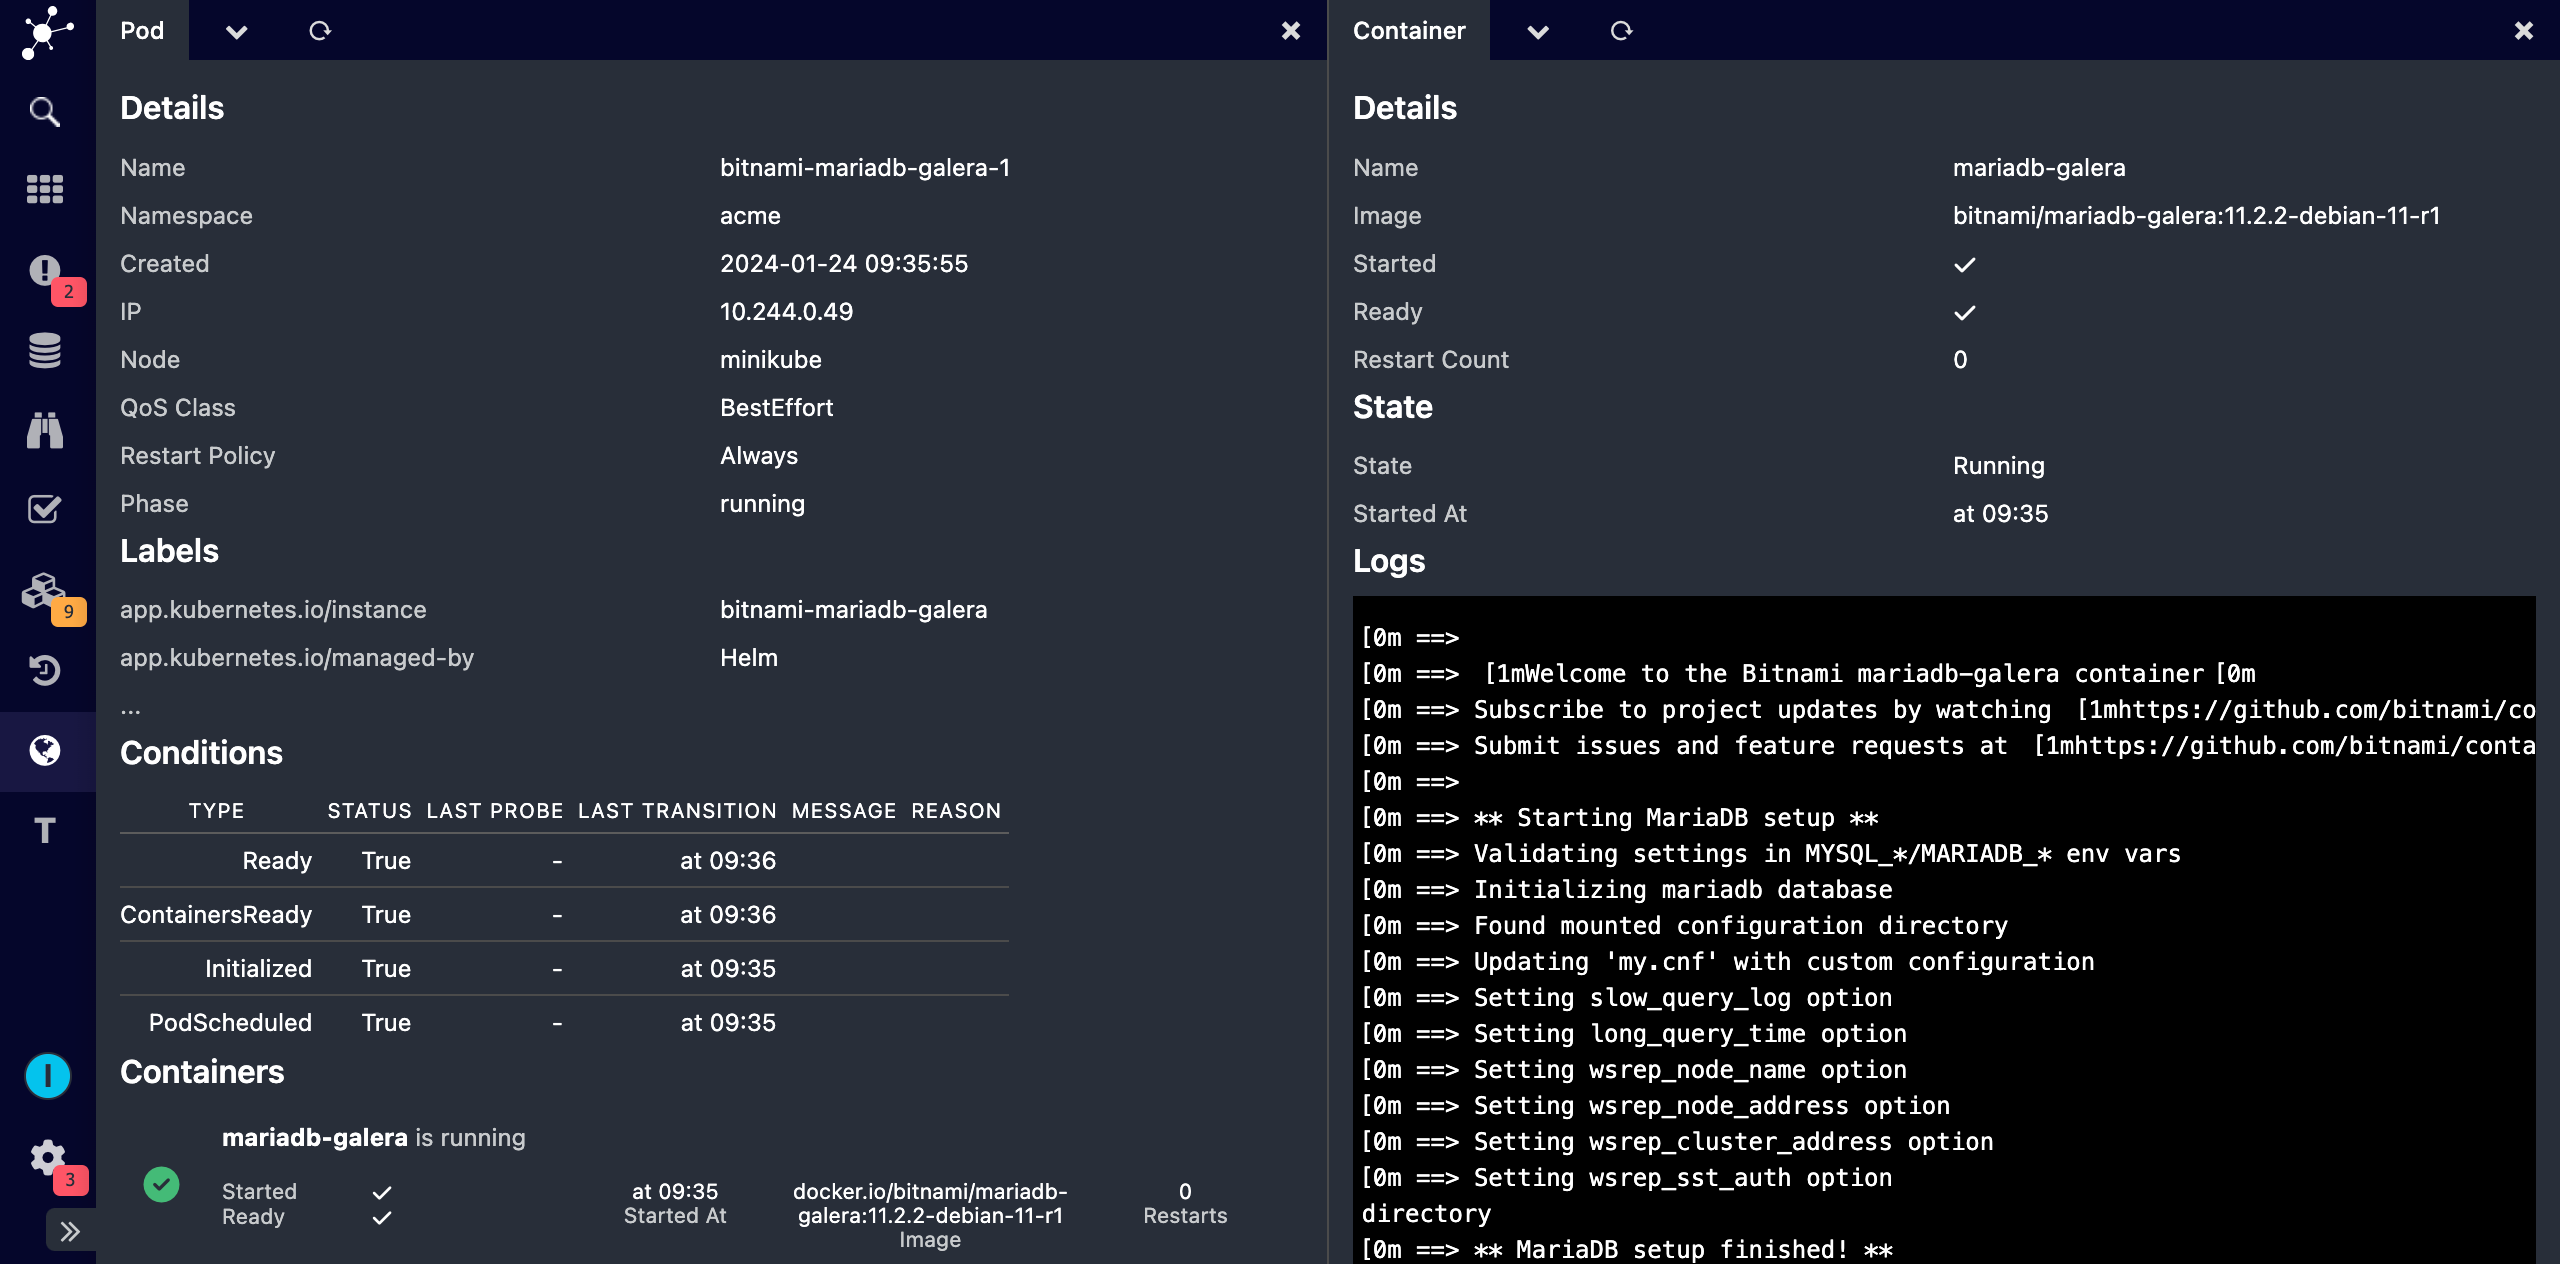 Pod
Details
Name bitnami-mariadb-galera-1
Namespace acme
Created 2024-01-24 09:35:55
IP 10.244.0.49
Node minikube
QoS Class BestEffort
Restart Policy Always
Phase running
Labels
app.kubernetes.io/instance bitnami-mariadb-galera
app.kubernetes.io/managed-by Helm
...
Conditions
TYPE STATUS LAST PROBE LAST TRANSITION MESSAGE REASON
Ready True - at 09:36
ContainersReady True - at 09:36
Initialized True - at 09:35
PodScheduled True - at 09:35
Containers
mariadb-galera is running
Started ✓ at 09:35 docker.io/bitnami/mariadb- 0
Ready ✓ Started At galera:11.2.2-debian-11-r1 Restarts
Image
Container
Details
Name mariadb-galera
Image bitnami/mariadb-galera:11.2.2-debian-11-r1
Started ✓
Ready ✓
Restart Count 0
State
State Running
Started At at 09:35
Logs
[0m ==>
[0m ==> [1mWelcome to the Bitnami mariadb-galera container[0m
[0m ==> Subscribe to project updates by watching [1mhttps://github.com/bitnami/co
[0m ==> Submit issues and feature requests at [1mhttps://github.com/bitnami/conta
[0m ==>
[0m ==> ** Starting MariaDB setup **
[0m ==> Validating settings in MYSQL_*/MARIADB_* env vars
[0m ==> Initializing mariadb database
[0m ==> Found mounted configuration directory
[0m ==> Updating 'my.cnf' with custom configuration
[0m ==> Setting slow_query_log option
[0m ==> Setting long_query_time option
[0m ==> Setting wsrep_node_name option
[0m ==> Setting wsrep_node_address option
[0m ==> Setting wsrep_cluster_address option
[0m ==> Setting wsrep_sst_auth option
directory
[0m ==> ** MariaDB setup finished! **
2
9
T
I
3